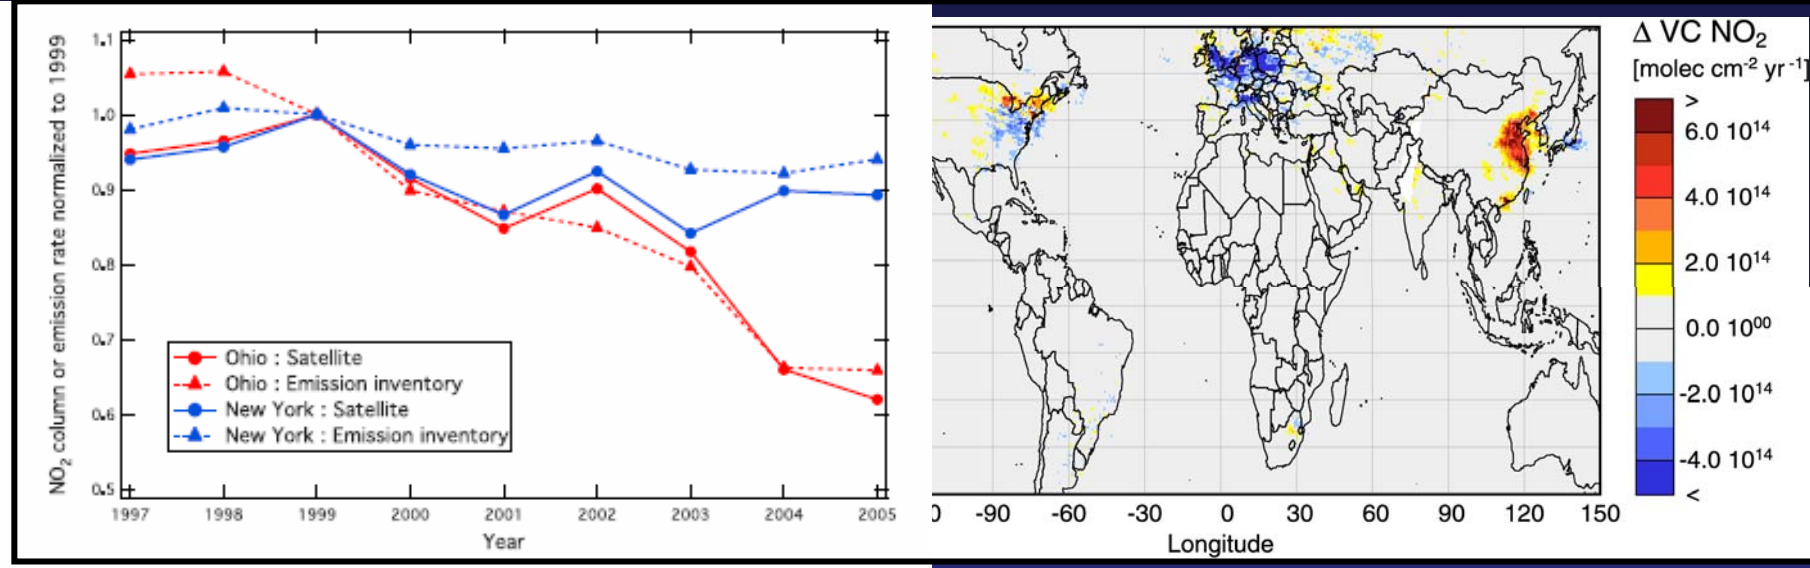 NO2 column or emission rate normalized to 1999
1.1
1.0
0.9
0.8
0.7
0.6
0.5
Ohio : Satellite
Ohio : Emission inventory
New York : Satellite
New York : Emission inventory
1997 1998 1999 2000 2001 2002 2003 2004 2005
Year
0 -90 -60 -30 0 30 60 90 120 150
Longitude
Δ VC NO2
[molec cm-2 yr-1]
>
6.0 10^14
4.0 10^14
2.0 10^14
0.0 10^00
-2.0 10^14
-4.0 10^14
<